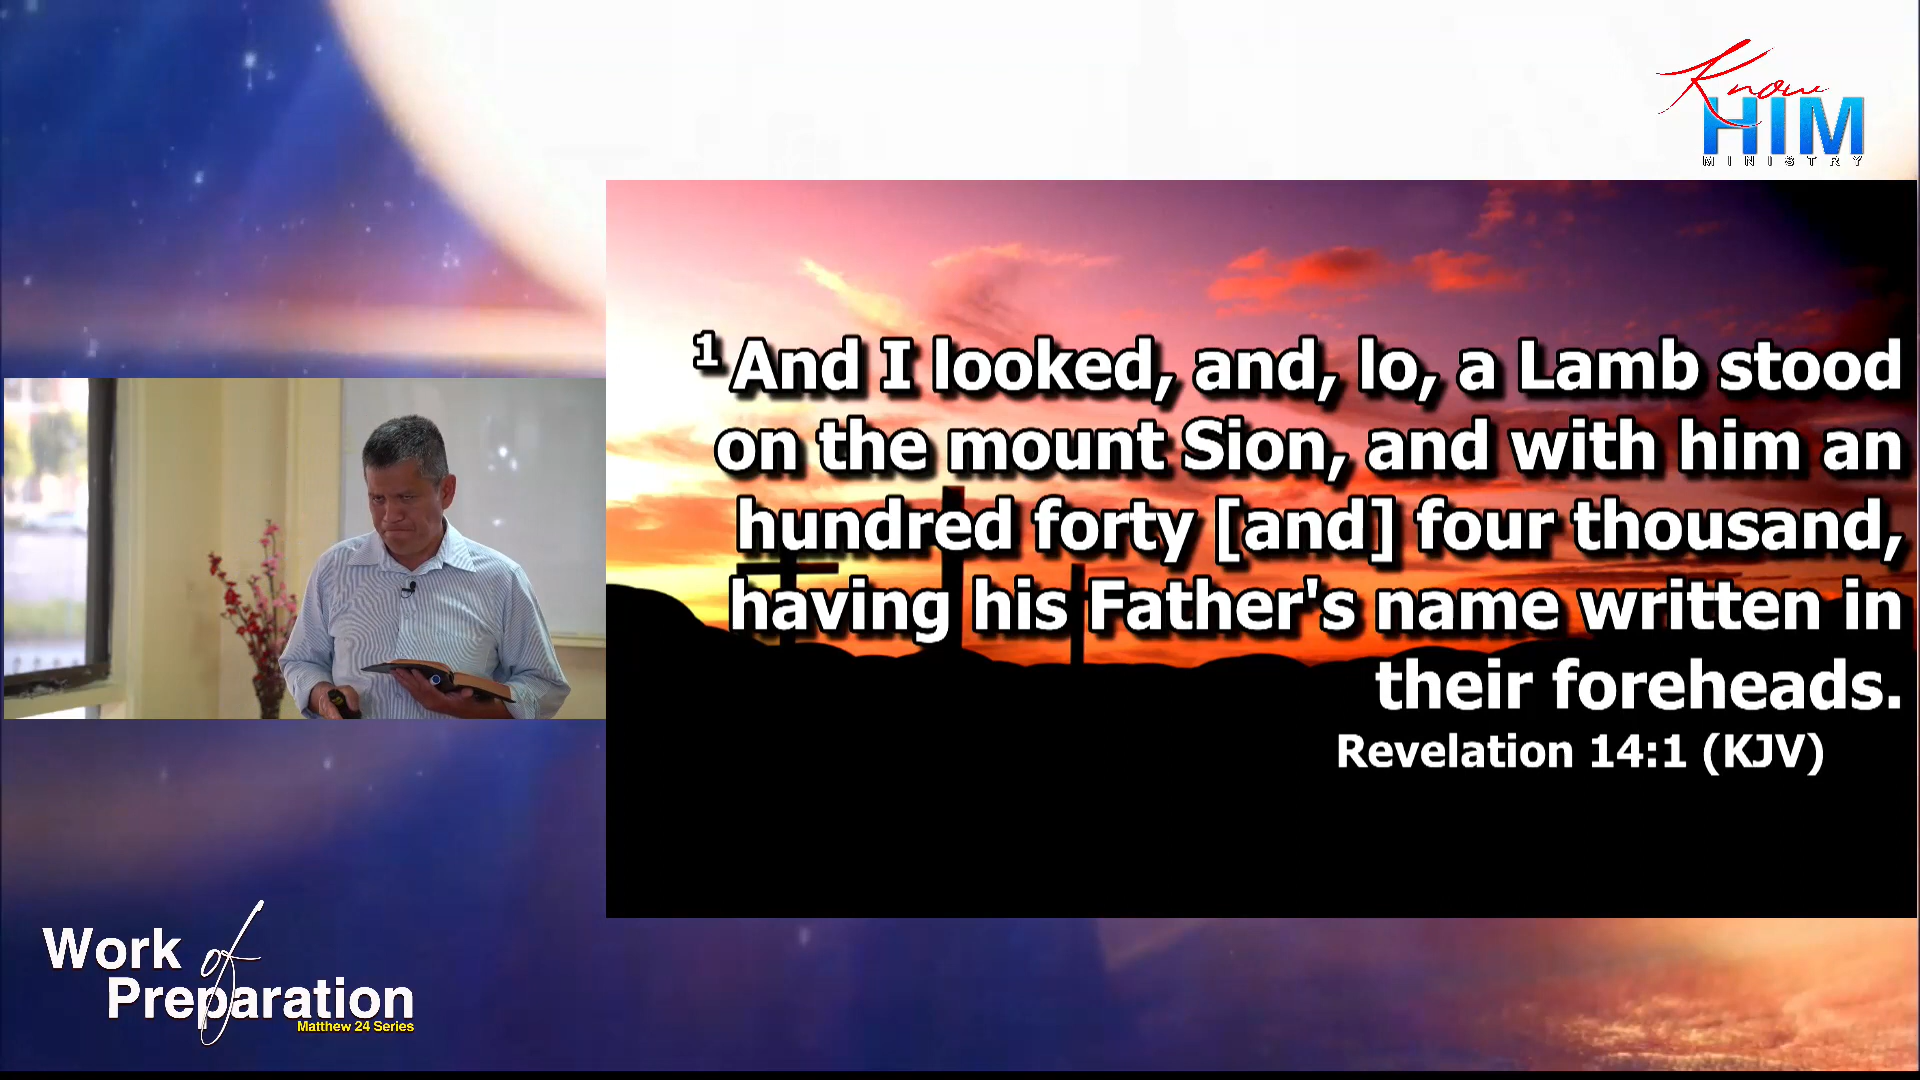 Know
HIM
MINISTRY
1 And I looked, and, lo, a Lamb stood
on the mount Sion, and with him an
hundred forty [and] four thousand,
having his Father's name written in
their foreheads.
Revelation 14:1 (KJV)
Work of
Preparation
Matthew 24 Series